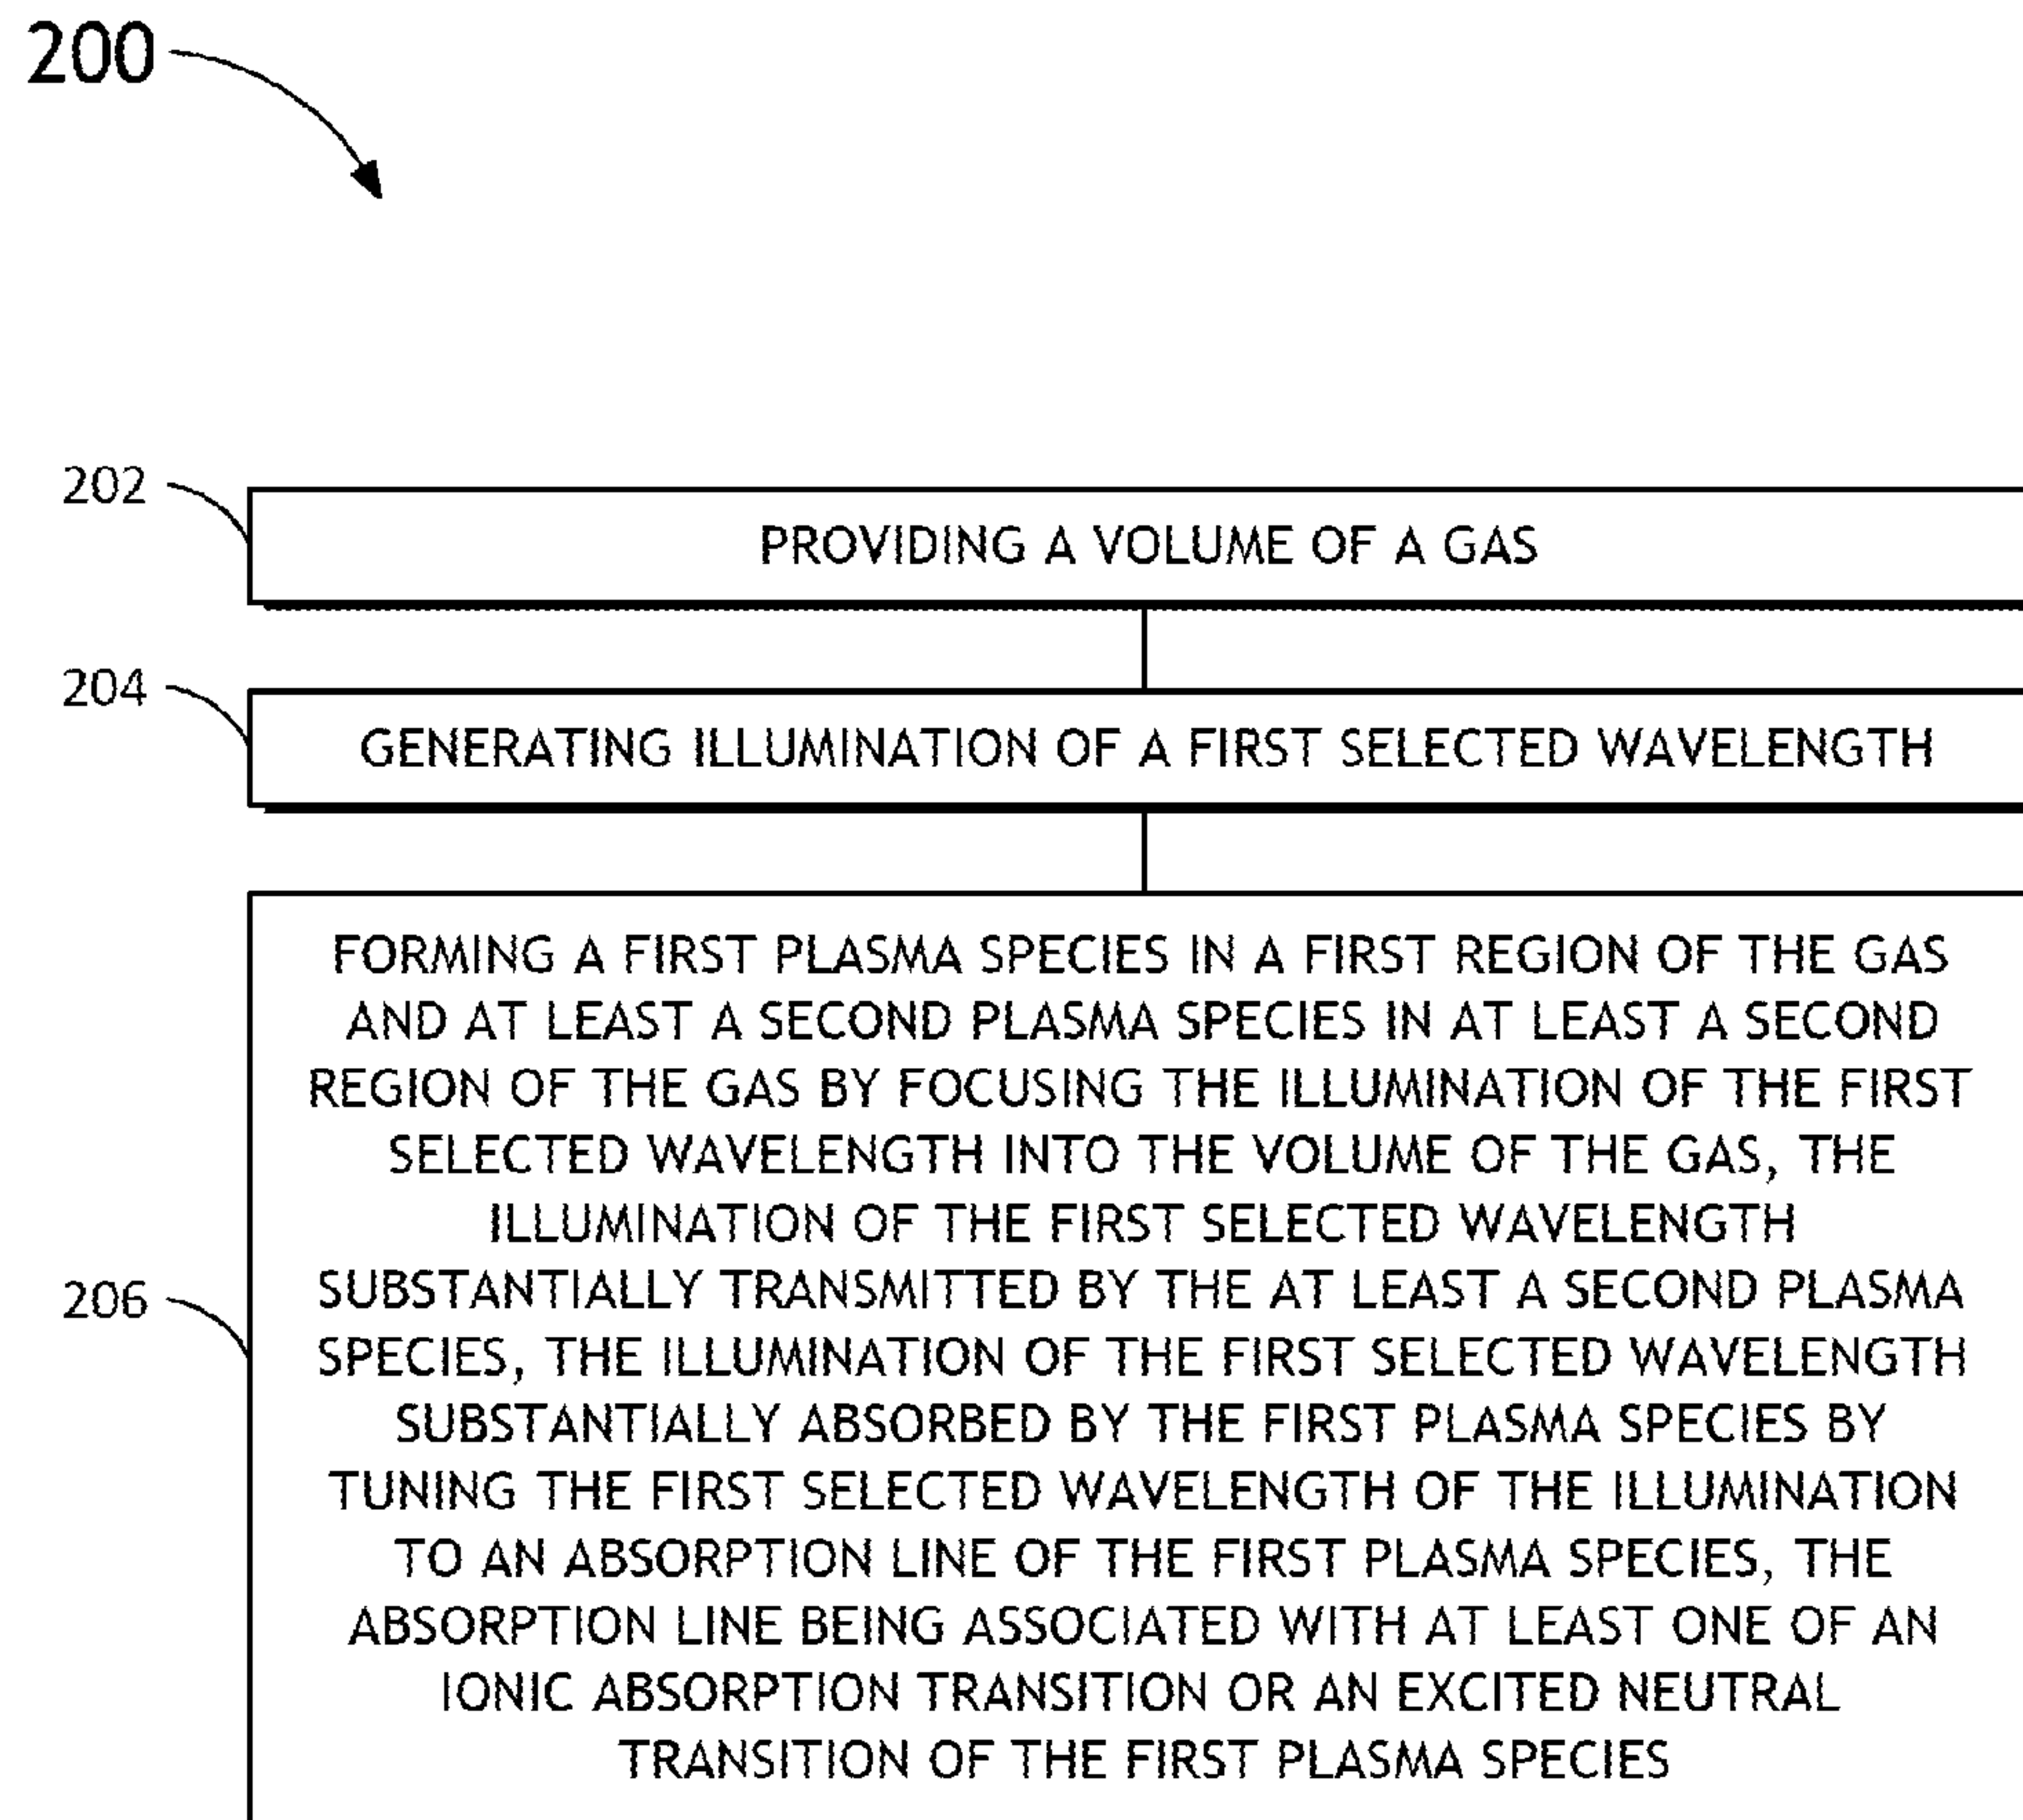 200
202
PROVIDING A VOLUME OF A GAS
204
GENERATING ILLUMINATION OF A FIRST SELECTED WAVELENGTH
FORMING A FIRST PLASMA SPECIES IN A FIRST REGION OF THE GAS
AND AT LEAST A SECOND PLASMA SPECIES IN AT LEAST A SECOND
REGION OF THE GAS BY FOCUSING THE ILLUMINATION OF THE FIRST
SELECTED WAVELENGTH INTO THE VOLUME OF THE GAS, THE
ILLUMINATION OF THE FIRST SELECTED WAVELENGTH
SUBSTANTIALLY TRANSMITTED BY THE AT LEAST A SECOND PLASMA
206
SPECIES, THE ILLUMINATION OF THE FIRST SELECTED WAVELENGTH
SUBSTANTIALLY ABSORBED BY THE FIRST PLASMA SPECIES BY
TUNING THE FIRST SELECTED WAVELENGTH OF THE ILLUMINATION
TO AN ABSORPTION LINE OF THE FIRST PLASMA SPECIES, THE
ABSORPTION LINE BEING ASSOCIATED WITH AT LEAST ONE OF AN
IONIC ABSORPTION TRANSITION OR AN EXCITED NEUTRAL
TRANSITION OF THE FIRST PLASMA SPECIES